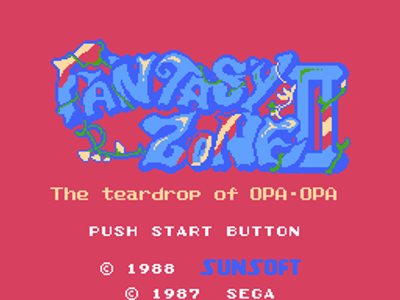 FANTASY
ZONE II
The teardrop of OPA-OPA
PUSH START BUTTON
© 1988 SUNSOFT
© 1987 SEGA